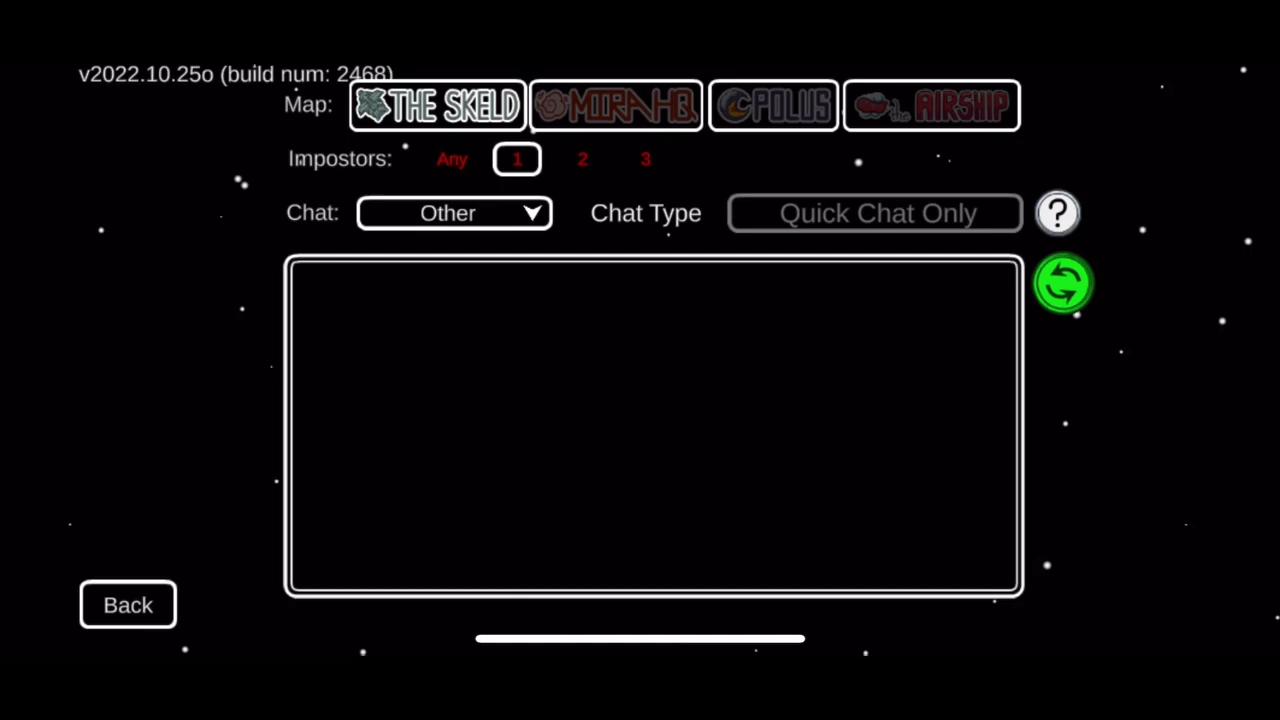 v2022.10.25o (build num: 2468)
Map: THE SKELD MIRA HQ POLUS the AIRSHIP
Impostors: Any 1 2 3
Chat: Other Chat Type Quick Chat Only ?
Back